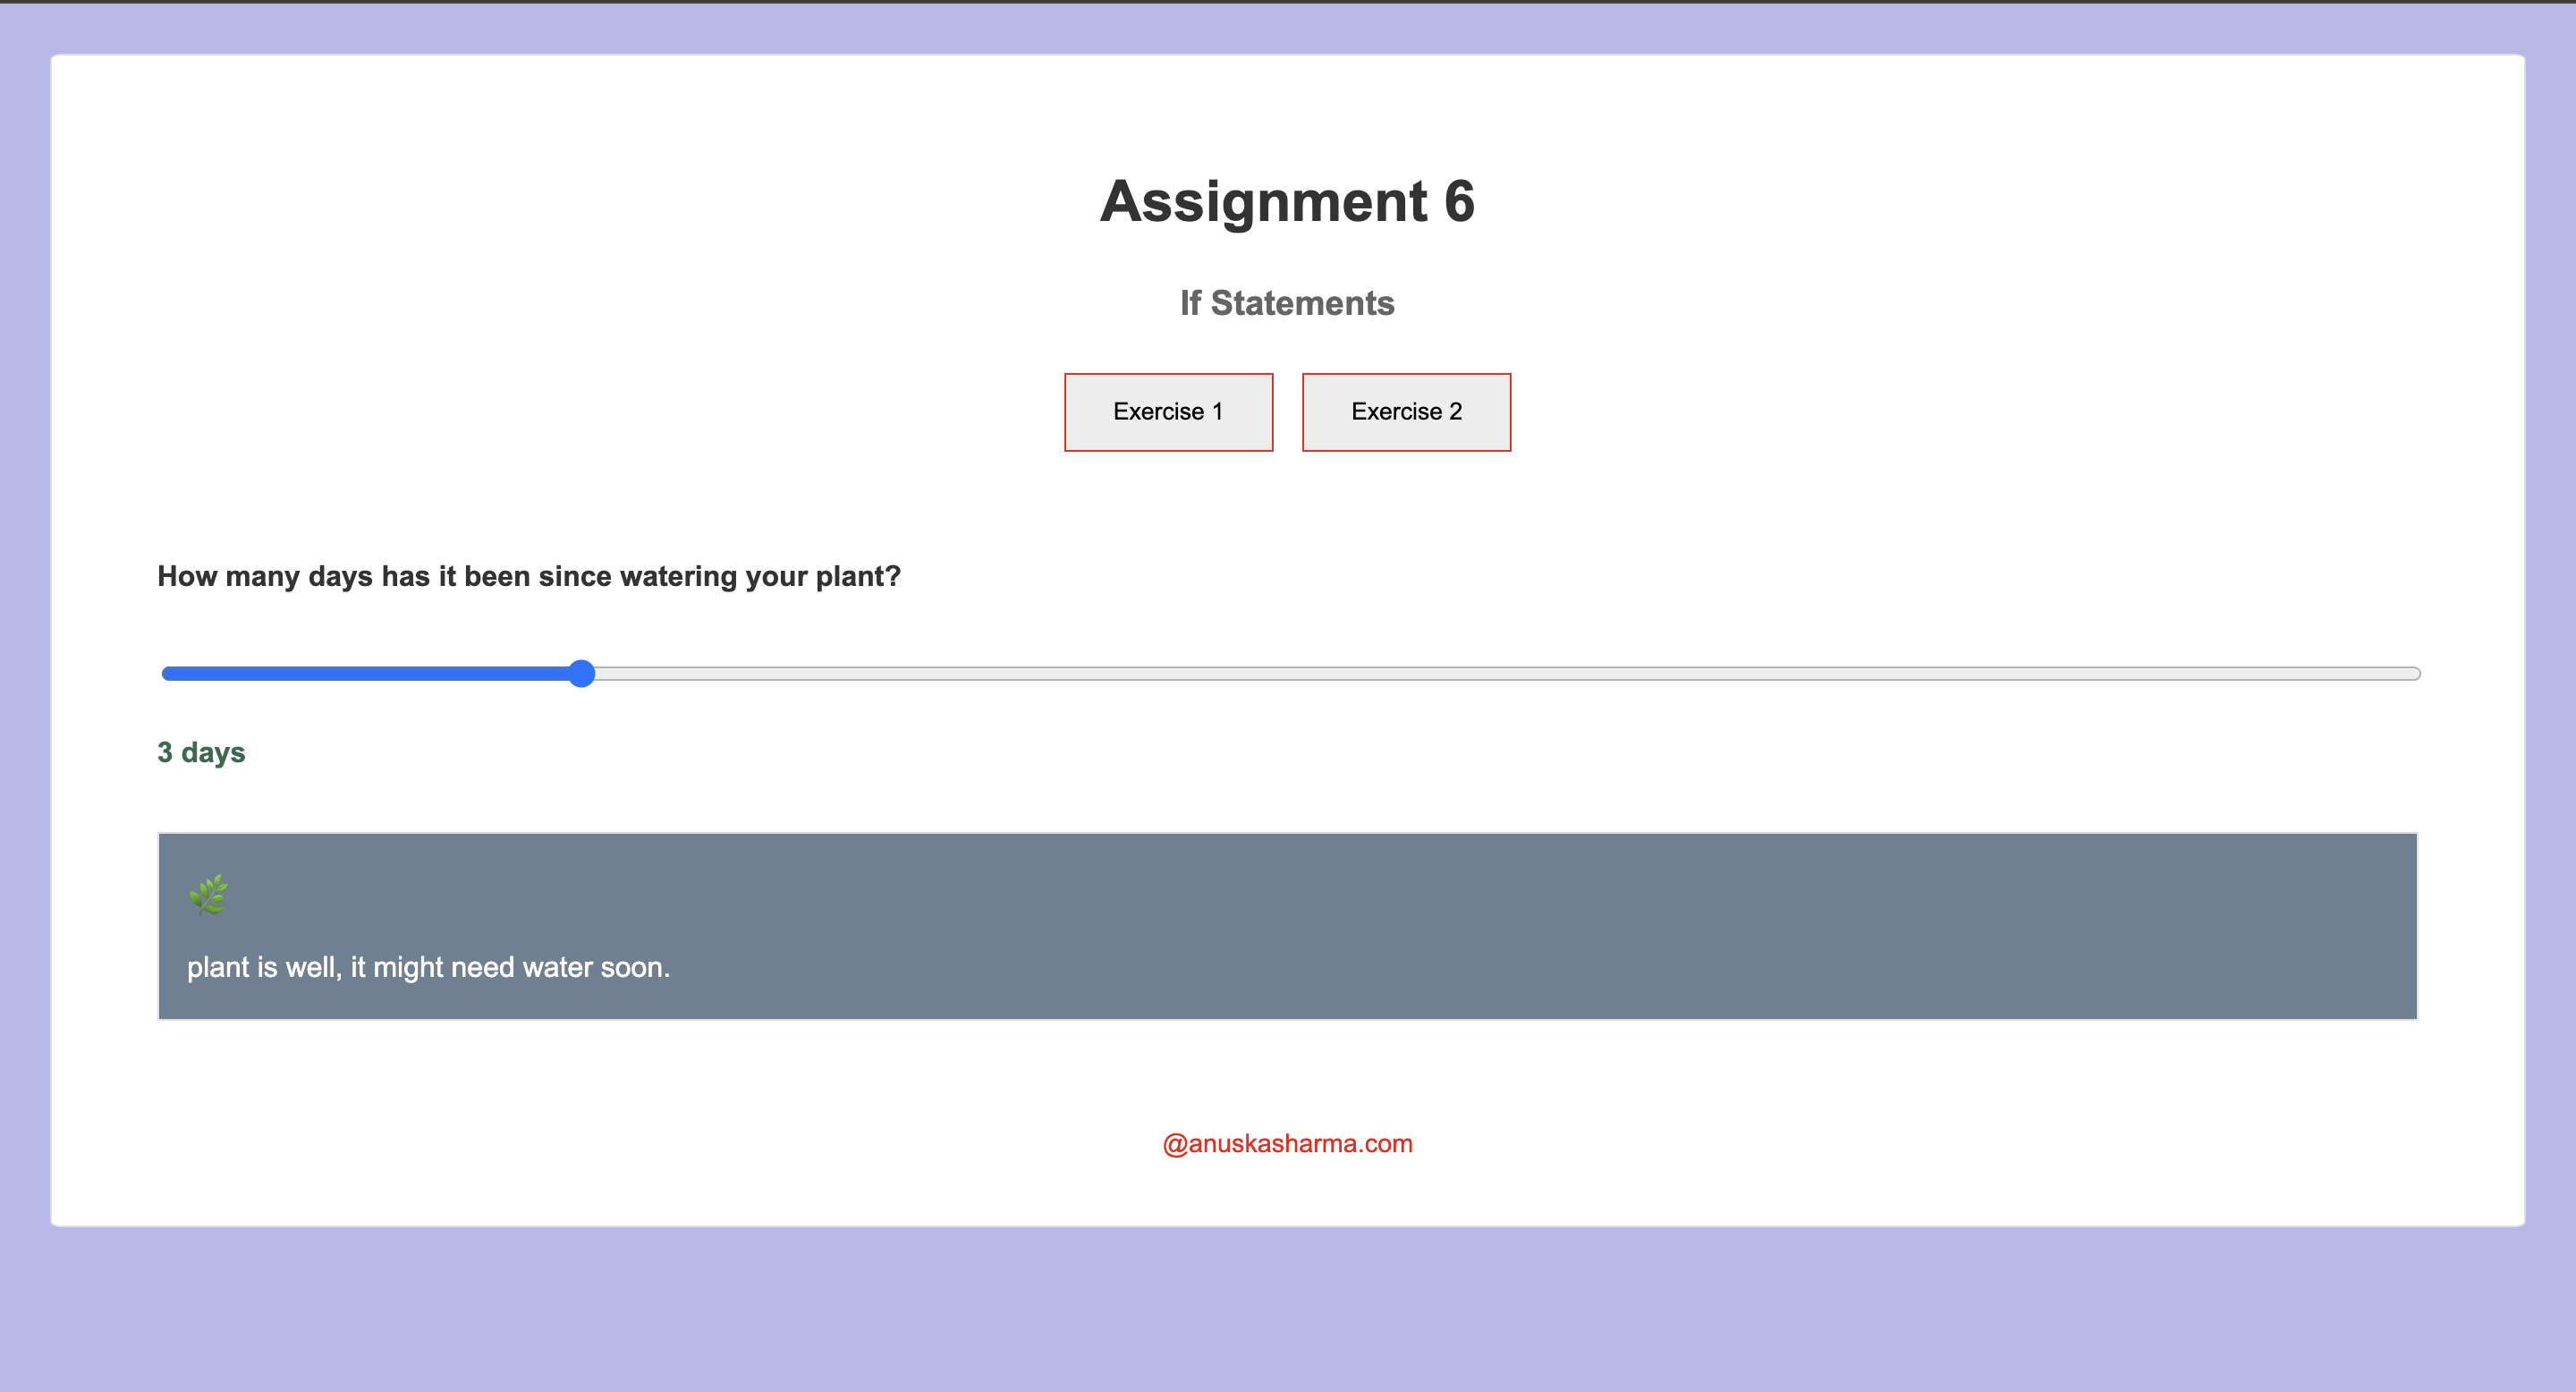 Assignment 6
If Statements
Exercise 1
Exercise 2
How many days has it been since watering your plant?
3 days
plant is well, it might need water soon.
@anuskasharma.com